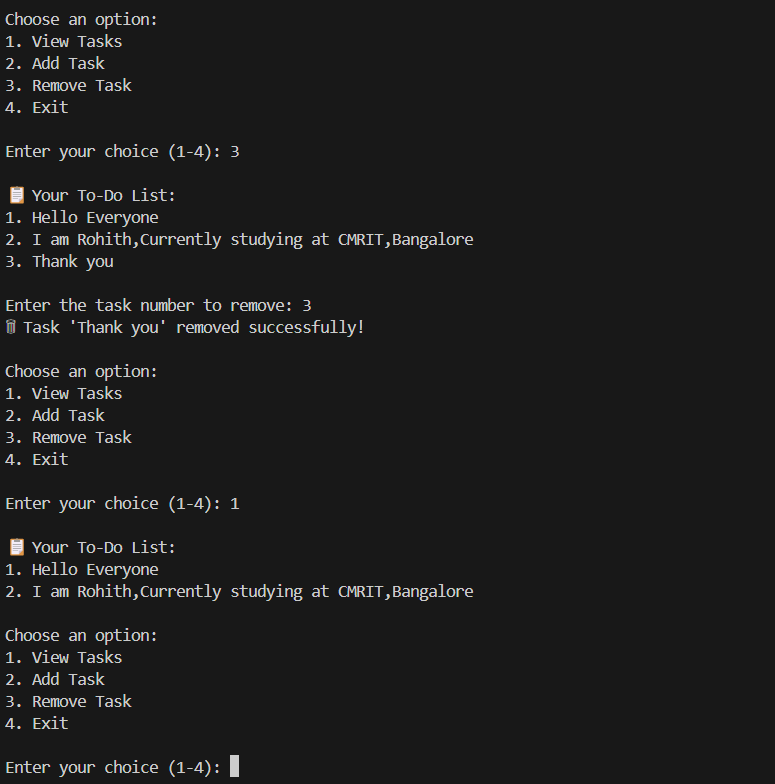 Choose an option:
1. View Tasks
2. Add Task
3. Remove Task
4. Exit
Enter your choice (1-4): 3
📋 Your To-Do List:
1. Hello Everyone
2. I am Rohith,Currently studying at CMRIT,Bangalore
3. Thank you
Enter the task number to remove: 3
🗑 Task 'Thank you' removed successfully!
Choose an option:
1. View Tasks
2. Add Task
3. Remove Task
4. Exit
Enter your choice (1-4): 1
📋 Your To-Do List:
1. Hello Everyone
2. I am Rohith,Currently studying at CMRIT,Bangalore
Choose an option:
1. View Tasks
2. Add Task
3. Remove Task
4. Exit
Enter your choice (1-4):